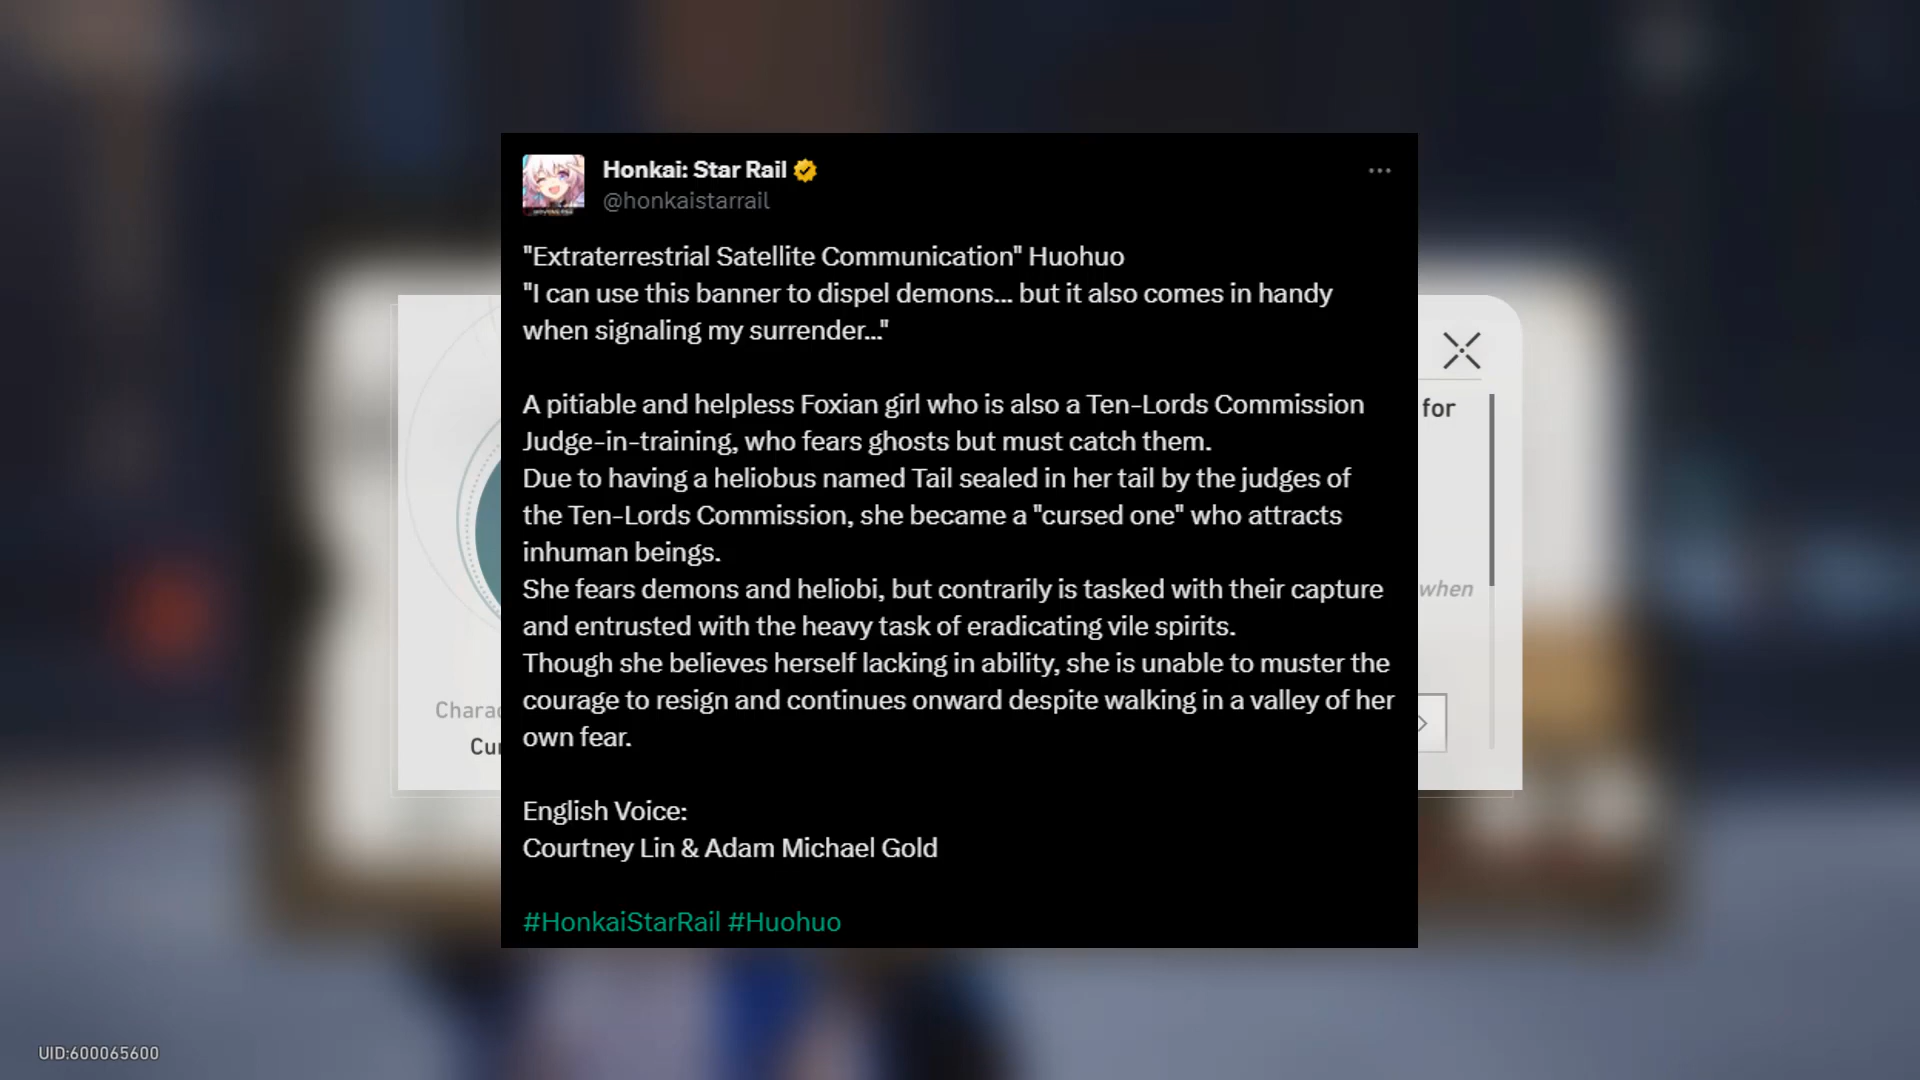 Honkai: Star Rail
@honkaistarrail
"Extraterrestrial Satellite Communication" Huohuo
"I can use this banner to dispel demons... but it also comes in handy
when signaling my surrender..."
A pitiable and helpless Foxian girl who is also a Ten-Lords Commission
Judge-in-training, who fears ghosts but must catch them.
Due to having a heliobus named Tail sealed in her tail by the judges of
the Ten-Lords Commission, she became a "cursed one" who attracts
inhuman beings.
She fears demons and heliobi, but contrarily is tasked with their capture
and entrusted with the heavy task of eradicating vile spirits.
Though she believes herself lacking in ability, she is unable to muster the
courage to resign and continues onward despite walking in a valley of her
own fear.
English Voice:
Courtney Lin & Adam Michael Gold
#HonkaiStarRail #Huohuo
for
when
Charac
Cur
UID:600065600